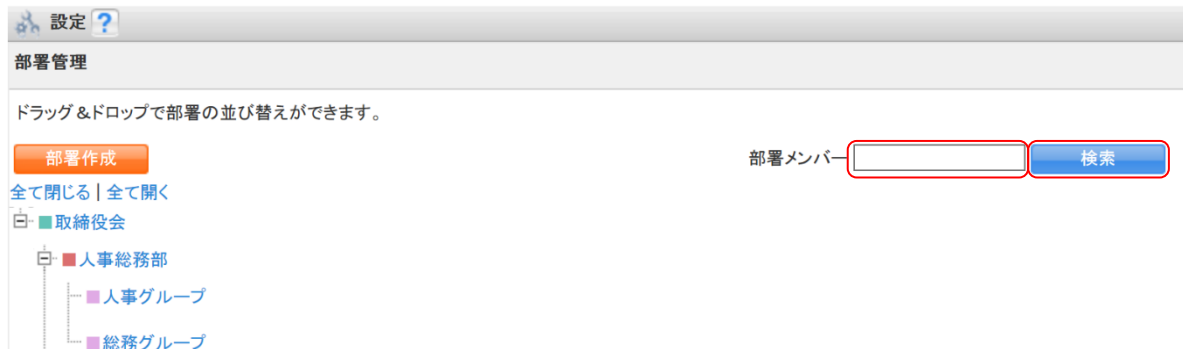 設定 ?
部署管理
ドラッグ&ドロップで部署の並び替えができます。
部署作成 部署メンバー 検索
全て閉じる | 全て開く
取締役会
人事総務部
人事グループ
総務グループ